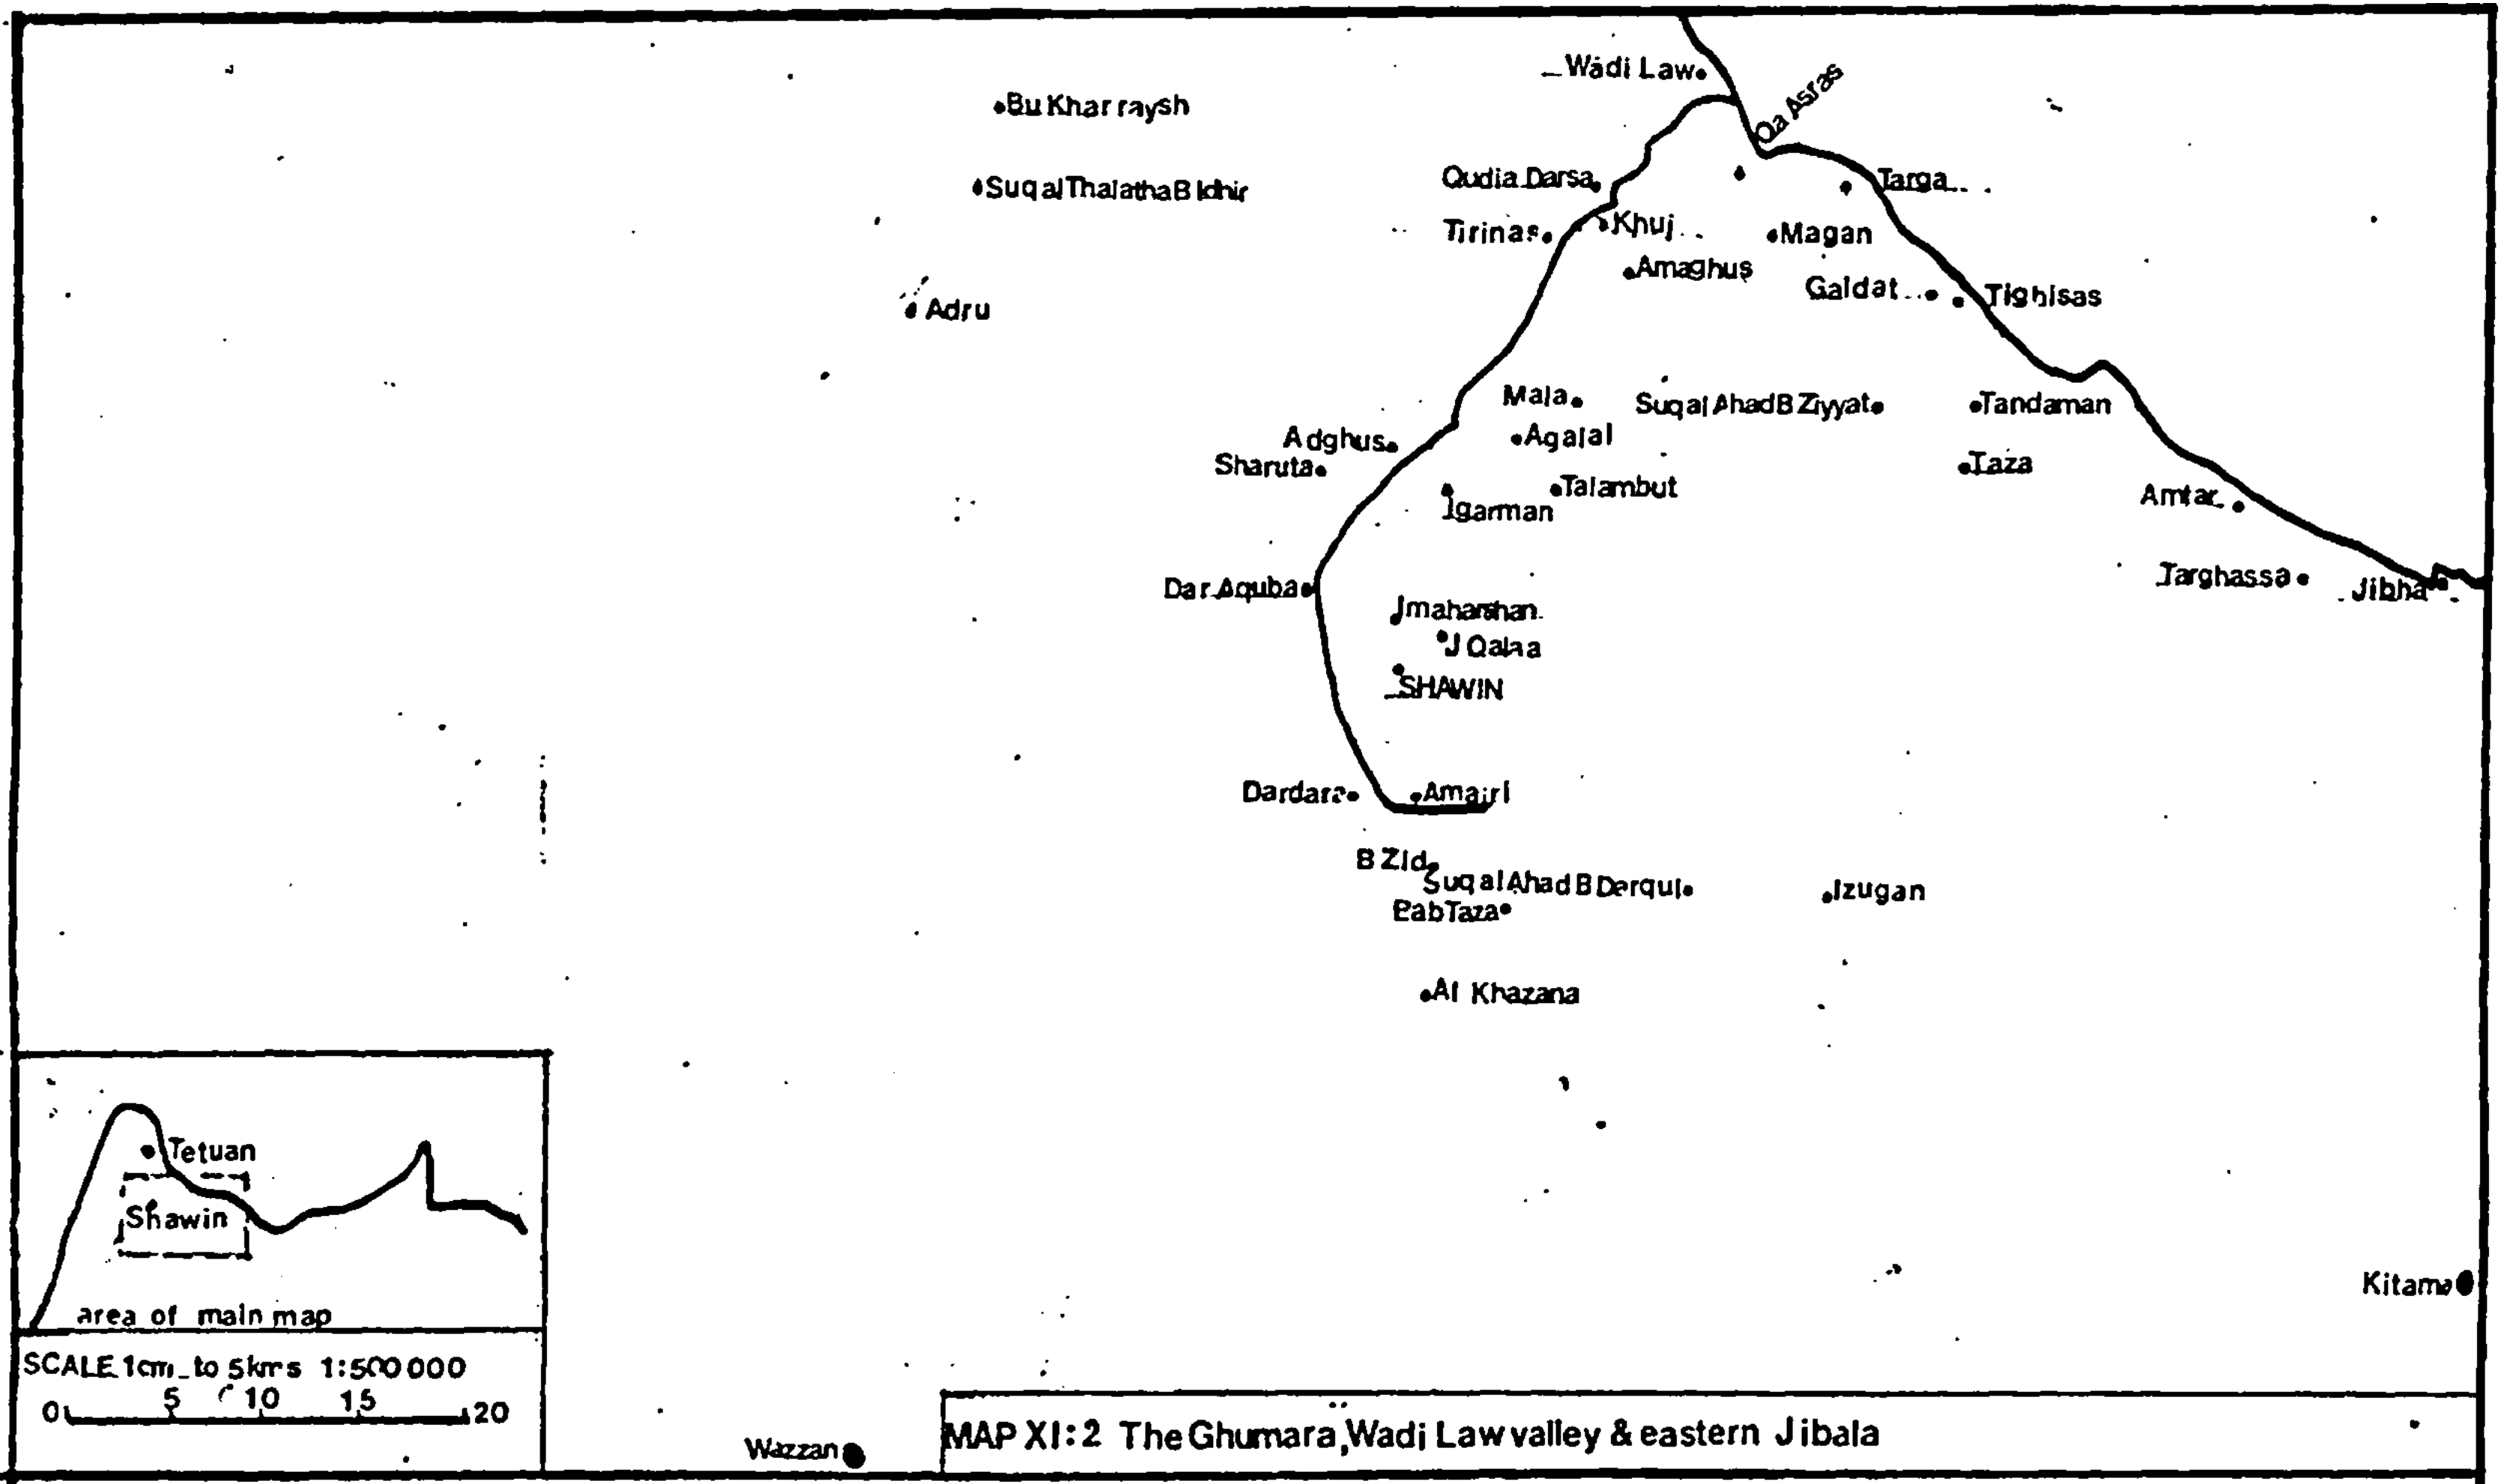 Wadi Law
Bu Kharraysh
Qa Asras
Suq al Thalatha B Idhir
Qudia Darsa
Targa
Tirinas
Khuj
Magan
Amaghus
Galdat
Tighisas
Adru
Mala
Suq al Ahad B Ziyyat
Tandaman
Adghus
Agalal
Sharuta
Taza
Talambut
Igarman
Amtar
Dar Aquba
Targhassa
Jibha
Jmaharshan
J Qalaa
SHAWIN
Dardara
Amairi
B Zid
Suq al Ahad B Derqul
Izugan
Bab Taza
Al Khazana
Tetuan
Shawin
area of main map
Kitama
SCALE 1cm to 5kms 1:500 000
0 5 10 15 20
Wazzan
MAP XI:2 The Ghumara, Wadi Law valley & eastern Jibala